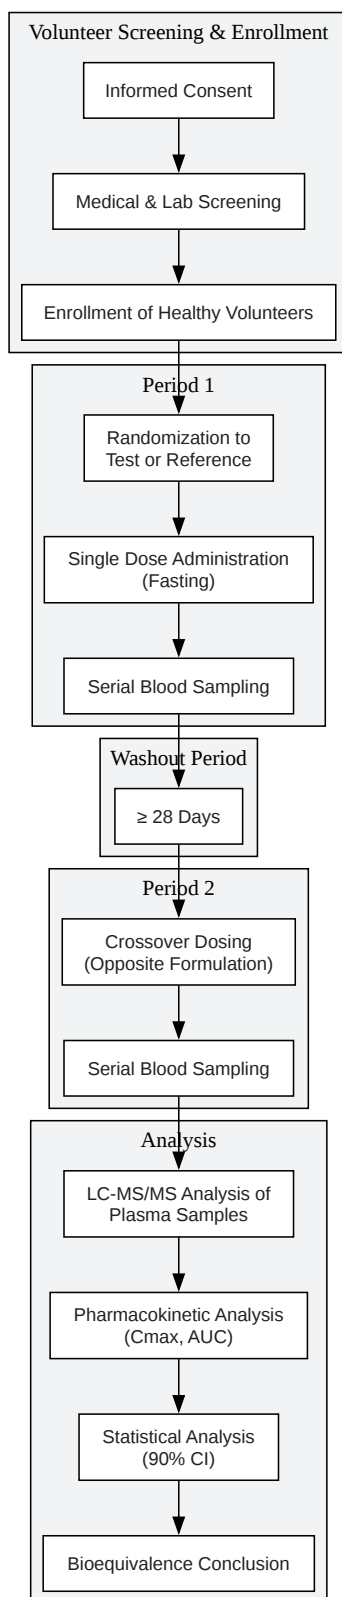 Volunteer Screening & Enrollment
Informed Consent
Medical & Lab Screening
Enrollment of Healthy Volunteers
Period 1
Randomization to
Test or Reference
Single Dose Administration
(Fasting)
Serial Blood Sampling
Washout Period
≥ 28 Days
Period 2
Crossover Dosing
(Opposite Formulation)
Serial Blood Sampling
Analysis
LC-MS/MS Analysis of
Plasma Samples
Pharmacokinetic Analysis
(Cmax, AUC)
Statistical Analysis
(90% CI)
Bioequivalence Conclusion